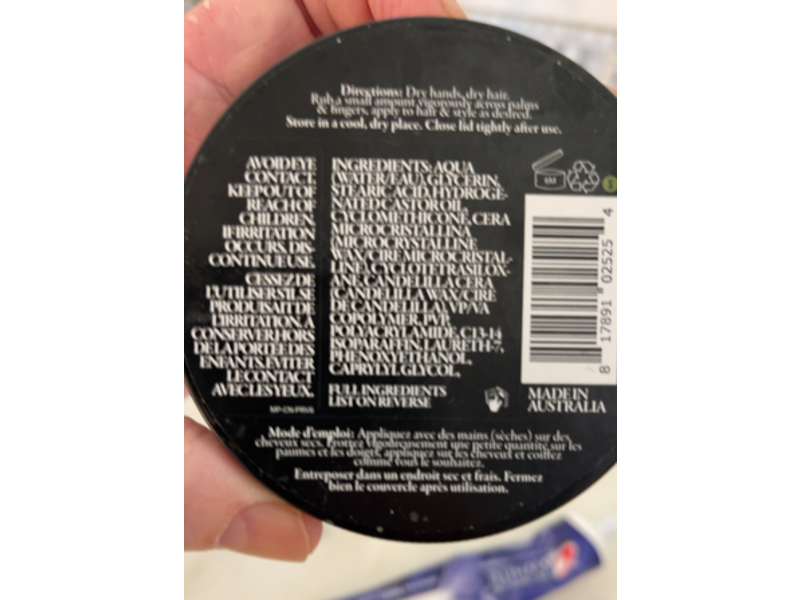 Directions: Dry hands, dry hair.
Rub a small amount vigorously across palms
& fingers, apply to hair & style as desired.
Store in a cool, dry place. Close lid tightly after use.
AVOID EYE
CONTACT.
KEEP OUT OF
REACH OF
CHILDREN.
IF IRRITATION
OCCURS, DIS-
CONTINUE USE.
CESSEZ DE
L'UTILISER S'IL SE
PRODUISAIT DE
L'IRRITATION. A
CONSERVER HORS
DE LA PORTÉE DES
ENFANTS. ÉVITER
LE CONTACT
AVEC LES YEUX.
INGREDIENTS: AQUA
(WATER/EAU), GLYCERIN,
STEARIC ACID, HYDROGE-
NATED CASTOR OIL,
CYCLOMETHICONE, CERA
MICROCRISTALLINA
(MICROCRYSTALLINE
WAX/CIRE MICROCRISTAL-
LINE), CYCLOTETRASILOX-
ANE, CANDELILLA CERA
(CANDELILLA WAX/CIRE
DE CANDELILLA), VP/VA
COPOLYMER, PVP,
POLYACRYLAMIDE, C13-14
ISOPARAFFIN, LAURETH-7,
PHENOXYETHANOL,
CAPRYLYL GLYCOL,
FULL INGREDIENTS
LIST ON REVERSE
8 17891 02525 4
MADE IN
AUSTRALIA
Mode d'emploi: Appliquez avec des mains (sèches) sur des
cheveux secs. Frottez vigoureusement une petite quantité sur les
paumes et les doigts, appliquez sur les cheveux et coiffez
comme vous le souhaitez.
Entreposer dans un endroit sec et frais. Fermez
bien le couvercle après utilisation.